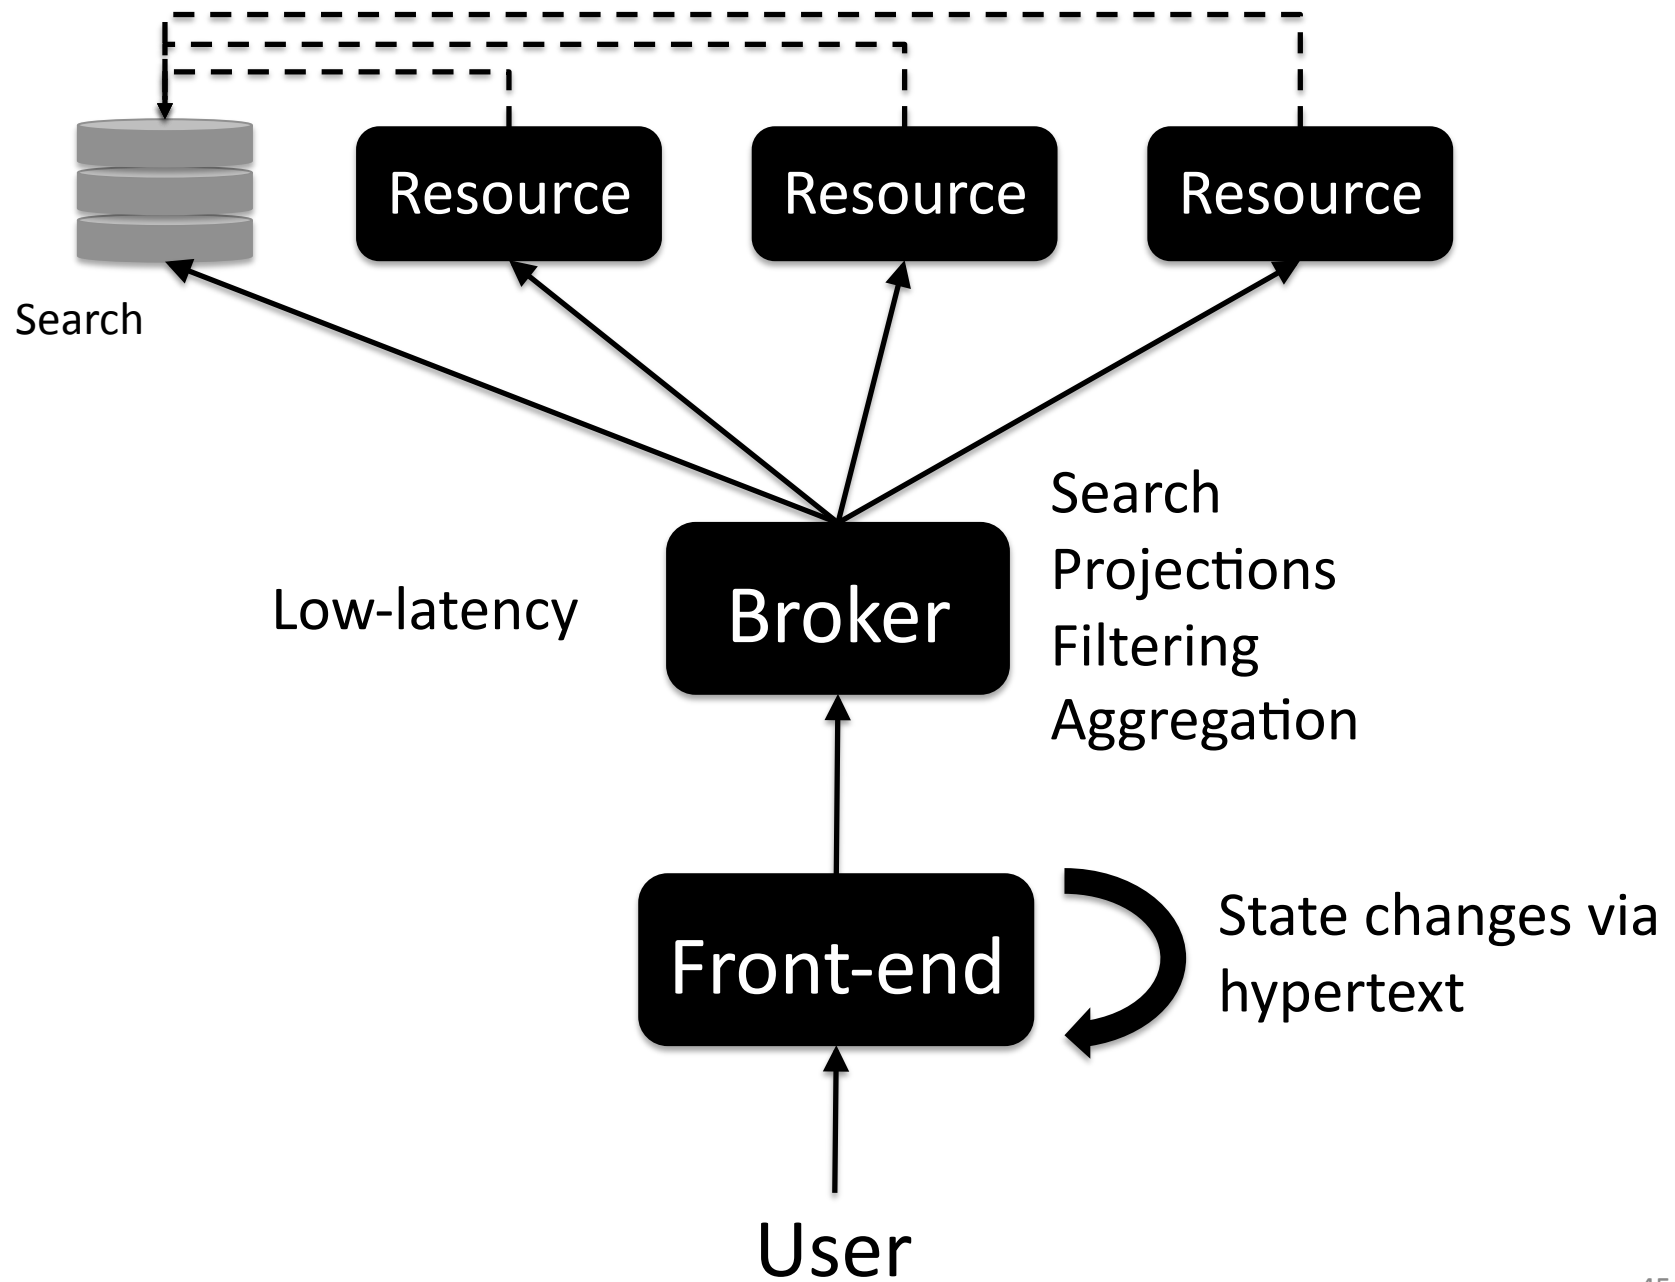 Resource
Resource
Resource
Search
Search
Projections
Low-latency
Broker
Filtering
Aggregation
Front-end
State changes via
hypertext
User